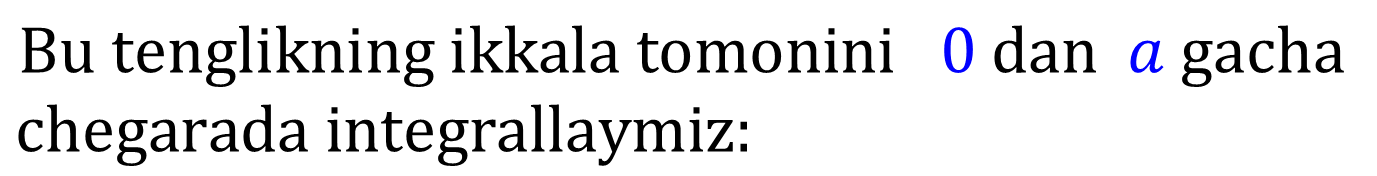 Bu tenglikning ikkala tomonini 0 dan a gacha
chegarada integrallaymiz: